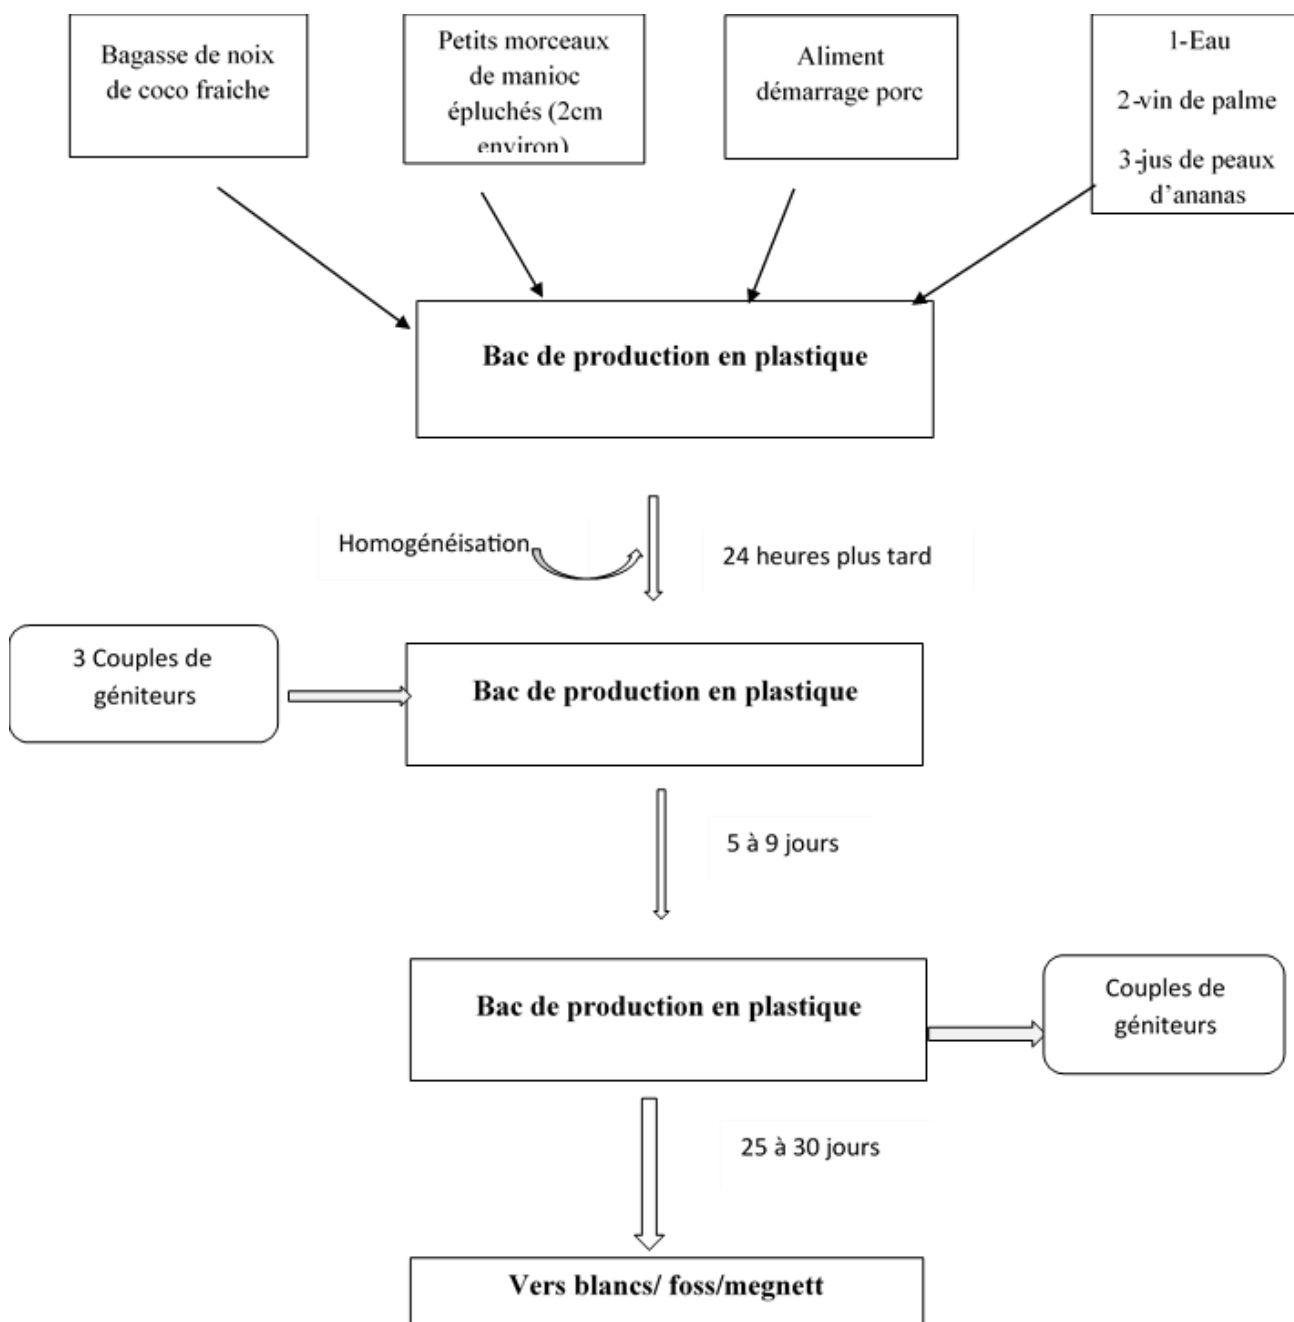 Bagasse de noix
de coco fraiche
Petits morceaux
de manioc
épluchés (2cm
environ)
Aliment
démarrage porc
1-Eau
2-vin de palme
3-jus de peaux
d'ananas
Bac de production en plastique
Homogénéisation
24 heures plus tard
3 Couples de
géniteurs
Bac de production en plastique
5 à 9 jours
Bac de production en plastique
Couples de
géniteurs
25 à 30 jours
Vers blancs/ foss/megnett